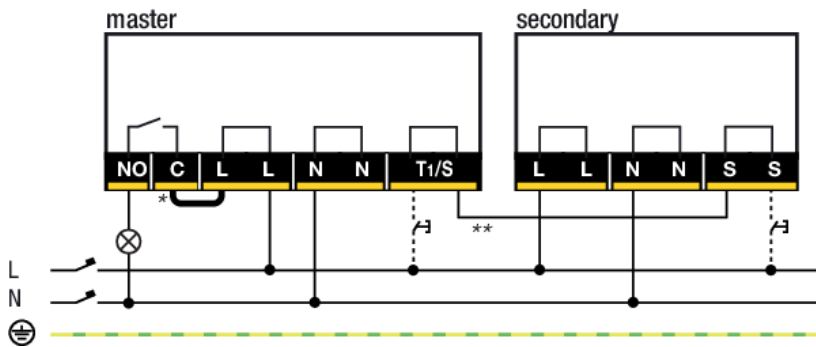 master secondary
NO C L L N N T1/S L L N N S S
*
**
L
N